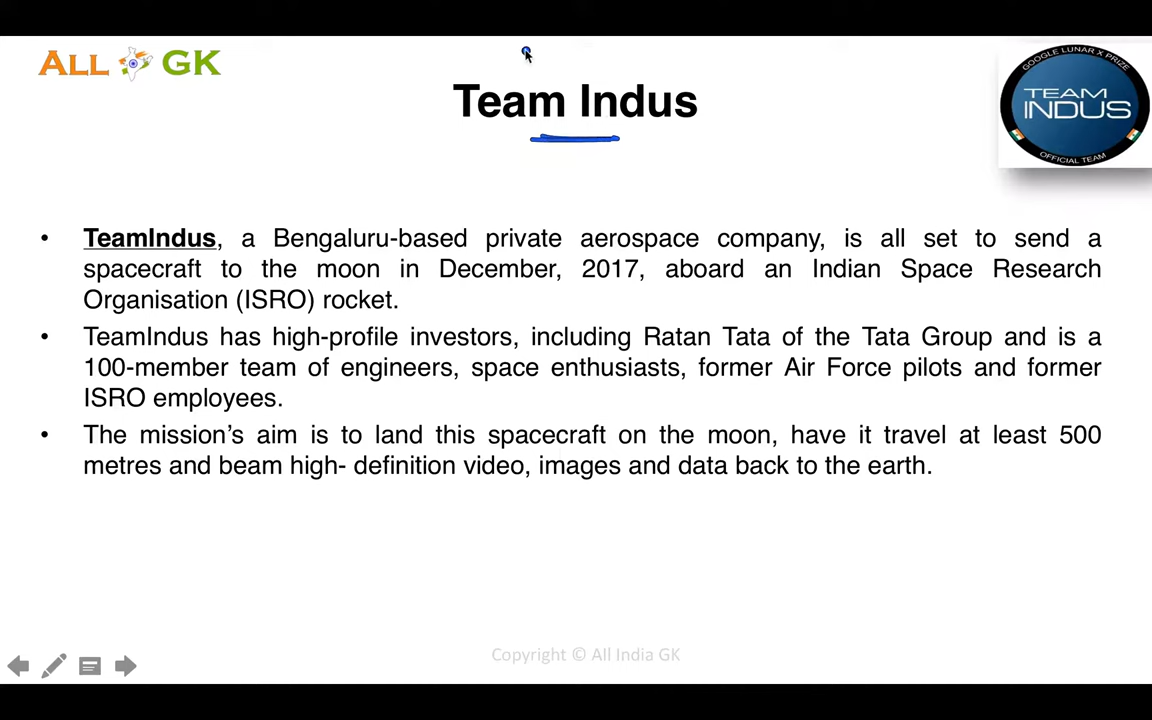 ALL GK
Team Indus
GOOGLE LUNAR X PRIZE
TEAM
INDUS
OFFICIAL TEAM
• TeamIndus, a Bengaluru-based private aerospace company, is all set to send a
spacecraft to the moon in December, 2017, aboard an Indian Space Research
Organisation (ISRO) rocket.
• TeamIndus has high-profile investors, including Ratan Tata of the Tata Group and is a
100-member team of engineers, space enthusiasts, former Air Force pilots and former
ISRO employees.
• The mission’s aim is to land this spacecraft on the moon, have it travel at least 500
metres and beam high- definition video, images and data back to the earth.
Copyright © All India GK